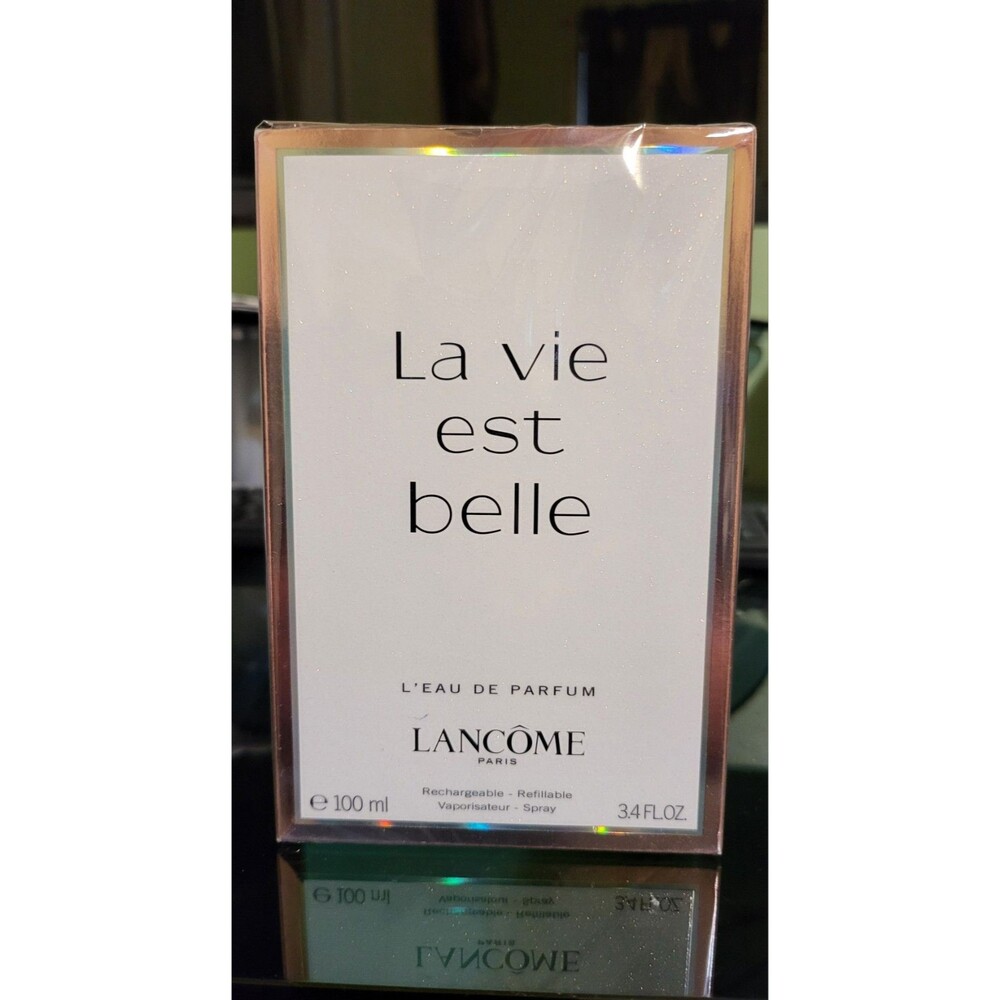 La vie
est
belle
L'EAU DE PARFUM
LANCÔME
PARIS
Rechargeable - Refillable
Vaporisateur - Spray
℮ 100 ml
3.4 FL.OZ.